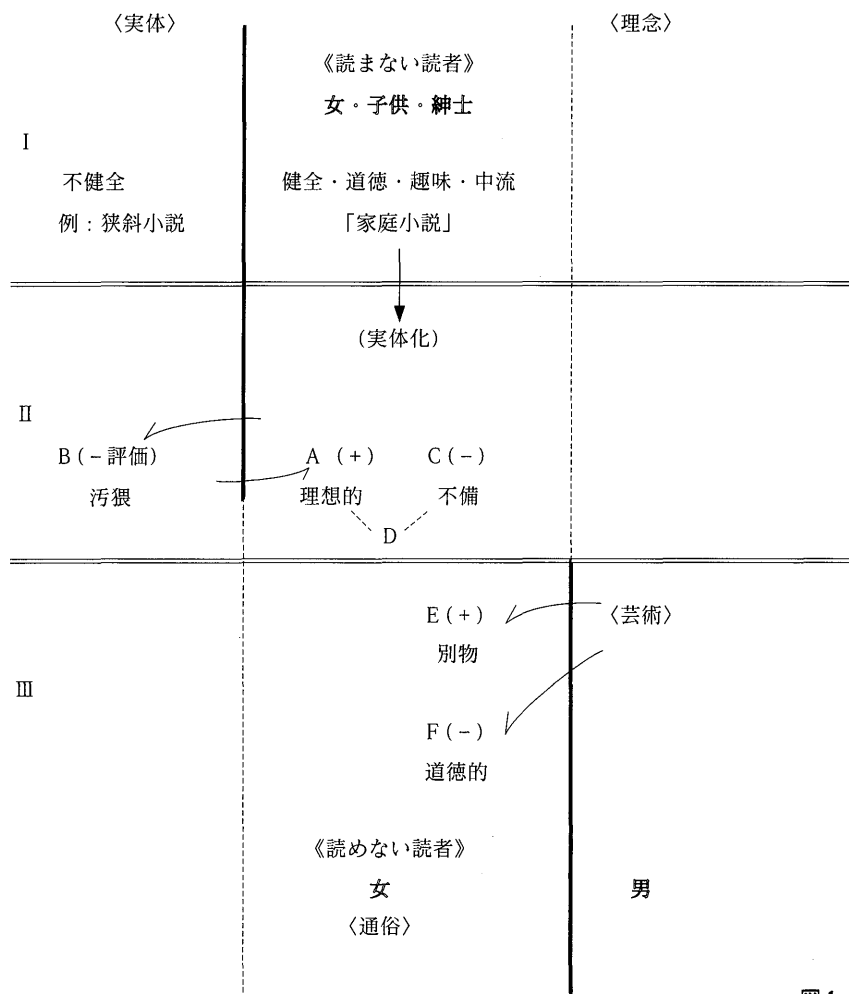 〈実体〉 〈理念〉
《読まない読者》
女・子供・紳士
Ⅰ
不健全 健全・道徳・趣味・中流
例：狭斜小説 「家庭小説」
(実体化)
Ⅱ
B(－評価) A (+) C(－)
汚猥 理想的 不備
D
E(+) 〈芸術〉
別物
Ⅲ
F(－)
道徳的
《読めない読者》
女 男
〈通俗〉